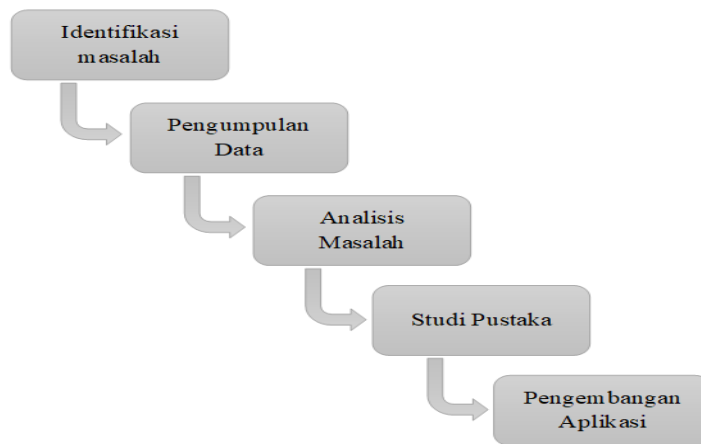 Identifikasi
masalah
Pengumpulan
Data
Analisis
Masalah
Studi Pustaka
Pengembangan
Aplikasi